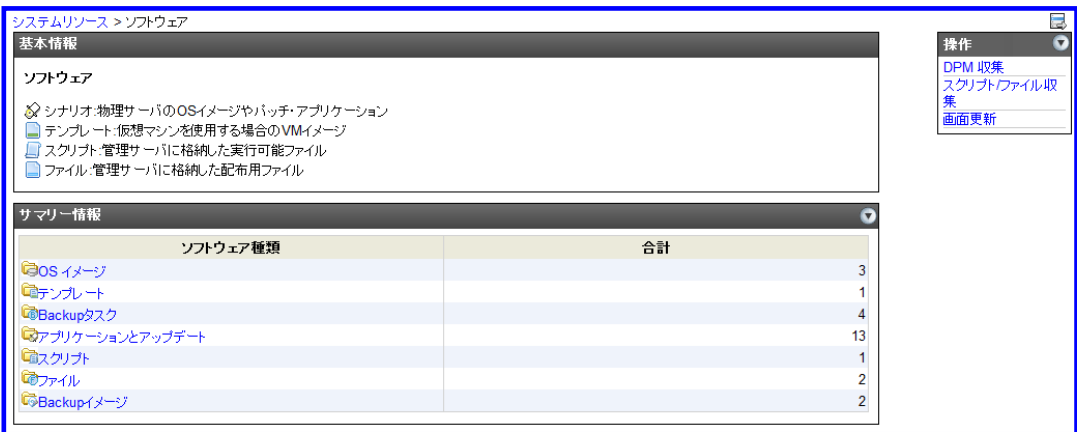 システムリソース > ソフトウェア
基本情報
ソフトウェア
シナリオ:物理サーバのOSイメージやパッチ・アプリケーション
テンプレート:仮想マシンを使用する場合のVMイメージ
スクリプト:管理サーバに格納した実行可能ファイル
ファイル:管理サーバに格納した配布用ファイル
サマリー情報
ソフトウェア種類 合計
OS イメージ 3
テンプレート 1
Backupタスク 4
アプリケーションとアップデート 13
スクリプト 1
ファイル 2
Backupイメージ 2
操作
DPM 収集
スクリプト/ファイル収
集
画面更新